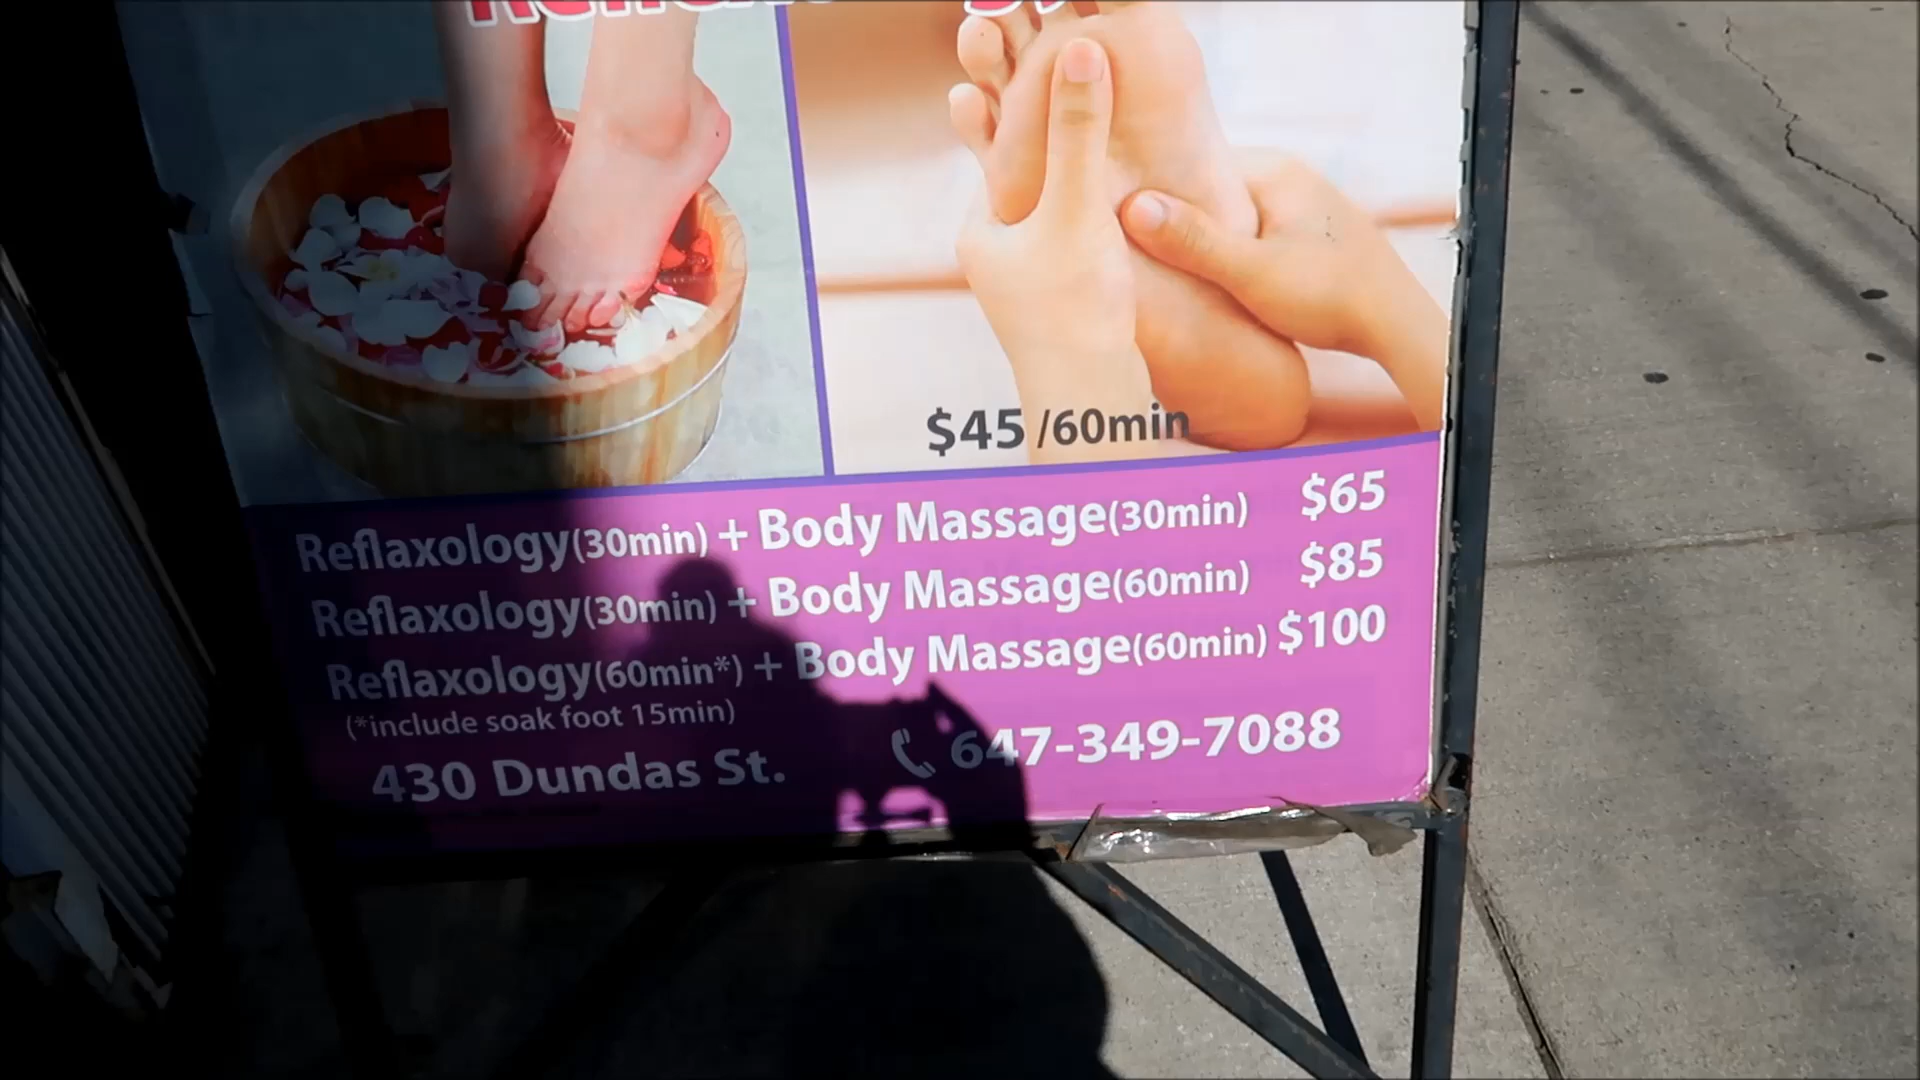 $45 /60min
Reflaxology(30min) + Body Massage(30min) $65
Reflaxology(30min) + Body Massage(60min) $85
Reflaxology(60min*) + Body Massage(60min) $100
(*include soak foot 15min)
430 Dundas St. 647-349-7088